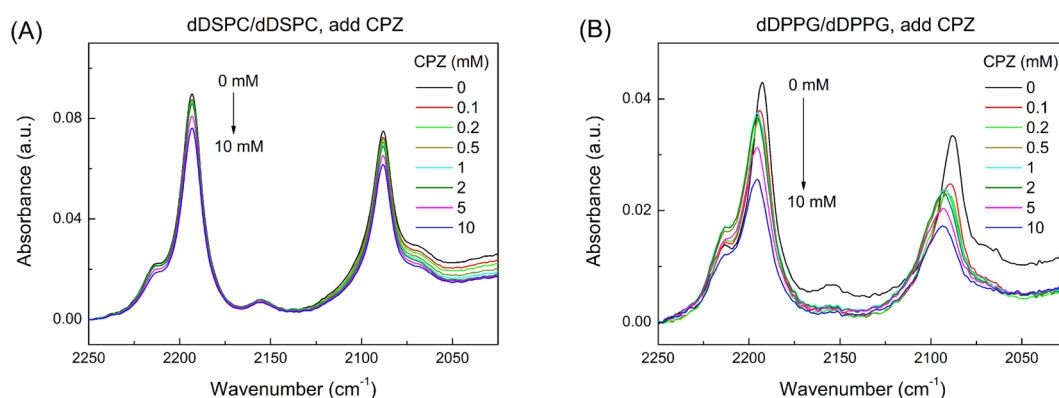 (A)
dDSPC/dDSPC, add CPZ
CPZ (mM)
0 mM
10 mM
0
0.1
0.2
0.5
1
2
5
10
0.08
0.04
0.00
Absorbance (a.u.)
2250 2200 2150 2100 2050
Wavenumber (cm⁻¹)
(B)
dDPPG/dDPPG, add CPZ
CPZ (mM)
0 mM
10 mM
0
0.1
0.2
0.5
1
2
5
10
0.04
0.02
0.00
Absorbance (a.u.)
2250 2200 2150 2100 2050
Wavenumber (cm⁻¹)